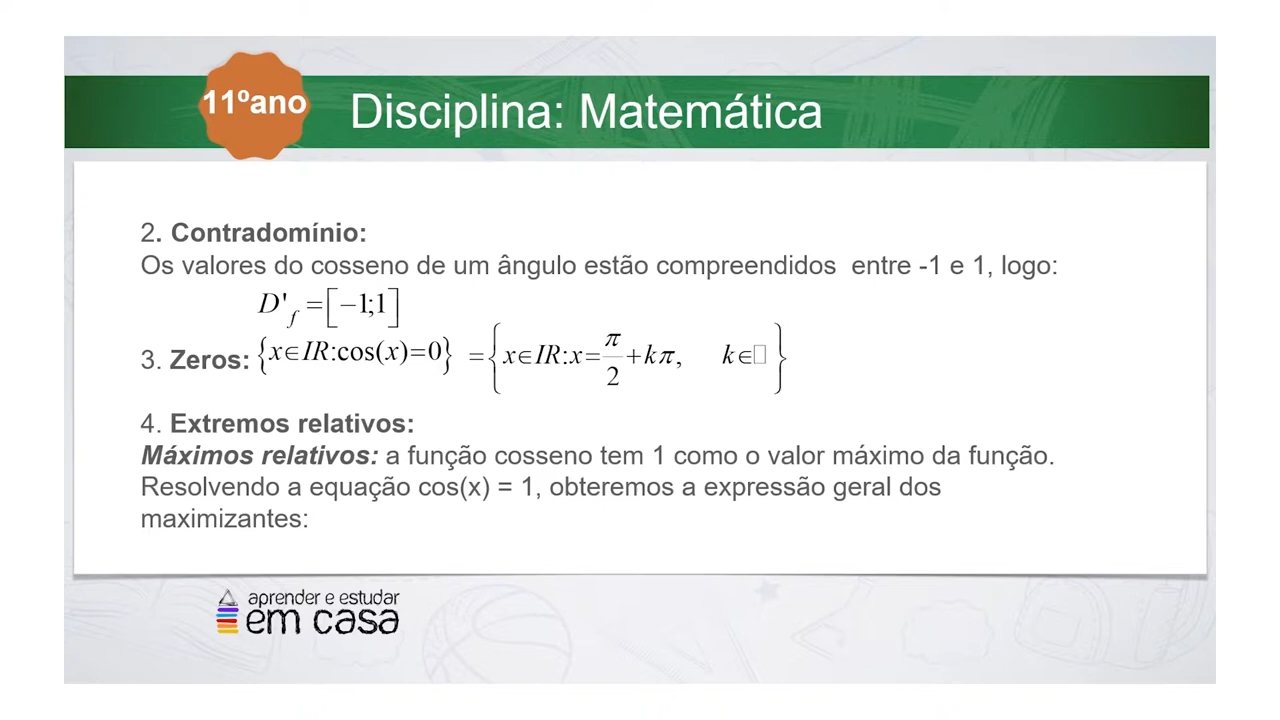 11ºano
Disciplina: Matemática
2. Contradomínio:
Os valores do cosseno de um ângulo estão compreendidos entre -1 e 1, logo:
D'f =[−1;1]
3. Zeros: {x∈IR:cos(x)=0} ={x∈IR:x=π/2+kπ, k∈□}
4. Extremos relativos:
Máximos relativos: a função cosseno tem 1 como o valor máximo da função.
Resolvendo a equação cos(x) = 1, obteremos a expressão geral dos
maximizantes:
aprender e estudar
em casa